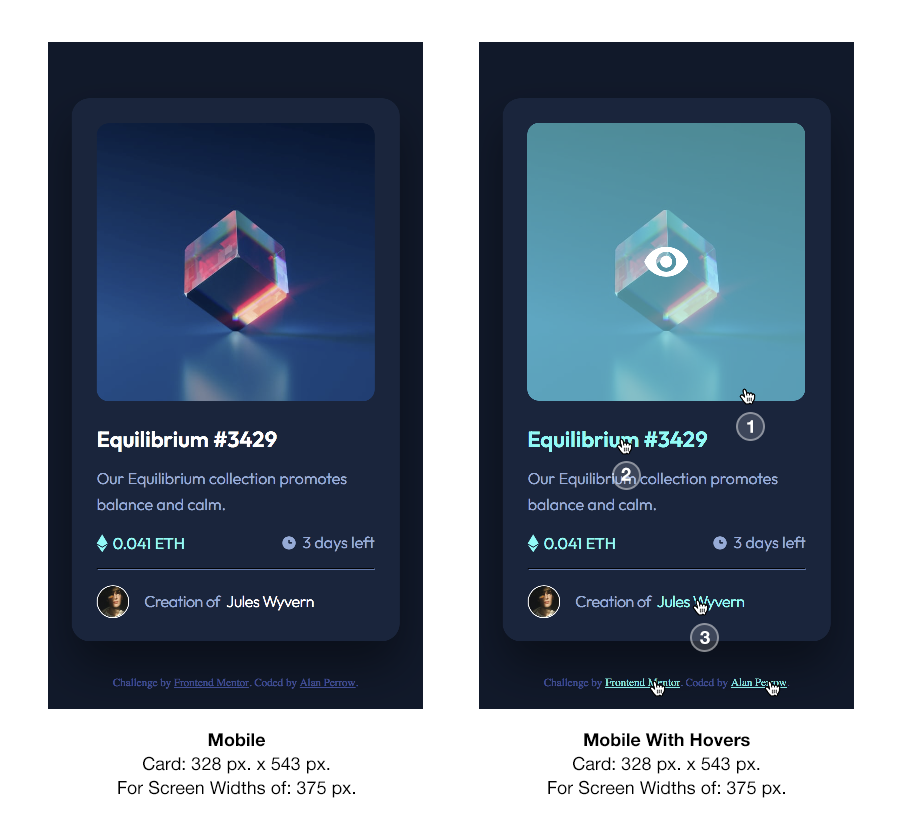 Equilibrium #3429
Our Equilibrium collection promotes
balance and calm.
0.041 ETH
3 days left
Creation of Jules Wyvern
Challenge by Frontend Mentor. Coded by Alan Perrow.
Mobile
Card: 328 px. x 543 px.
For Screen Widths of: 375 px.
1
Equilibrium #3429
2
Our Equilibrium collection promotes
balance and calm.
0.041 ETH
3 days left
Creation of Jules Wyvern
3
Challenge by Frontend Mentor. Coded by Alan Perrow.
Mobile With Hovers
Card: 328 px. x 543 px.
For Screen Widths of: 375 px.